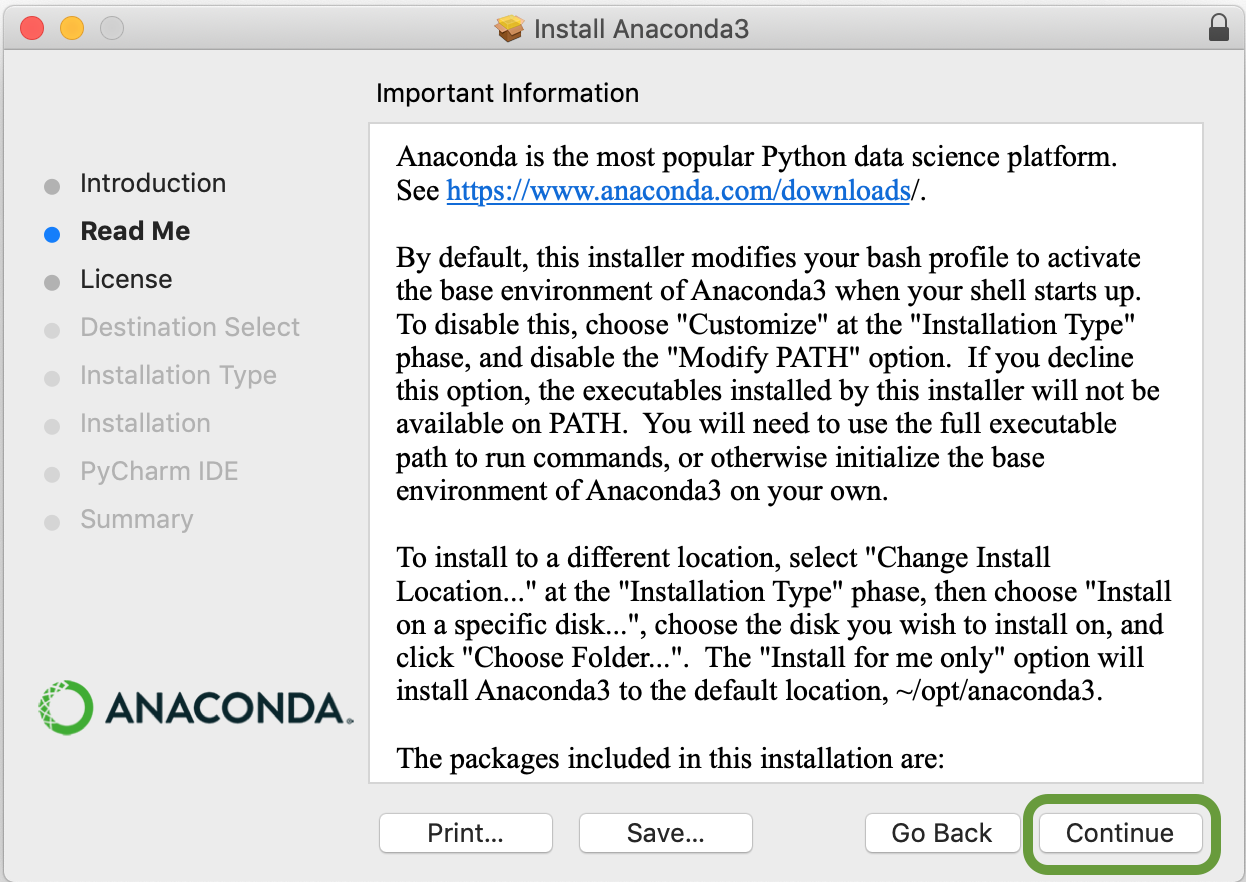 Install Anaconda3
Important Information
Introduction
Read Me
License
Destination Select
Installation Type
Installation
PyCharm IDE
Summary
ANACONDA.
Anaconda is the most popular Python data science platform.
See https://www.anaconda.com/downloads/.
By default, this installer modifies your bash profile to activate
the base environment of Anaconda3 when your shell starts up.
To disable this, choose "Customize" at the "Installation Type"
phase, and disable the "Modify PATH" option.  If you decline
this option, the executables installed by this installer will not be
available on PATH.  You will need to use the full executable
path to run commands, or otherwise initialize the base
environment of Anaconda3 on your own.
To install to a different location, select "Change Install
Location..." at the "Installation Type" phase, then choose "Install
on a specific disk...", choose the disk you wish to install on, and
click "Choose Folder...".  The "Install for me only" option will
install Anaconda3 to the default location, ~/opt/anaconda3.
The packages included in this installation are:
Print...
Save...
Go Back
Continue